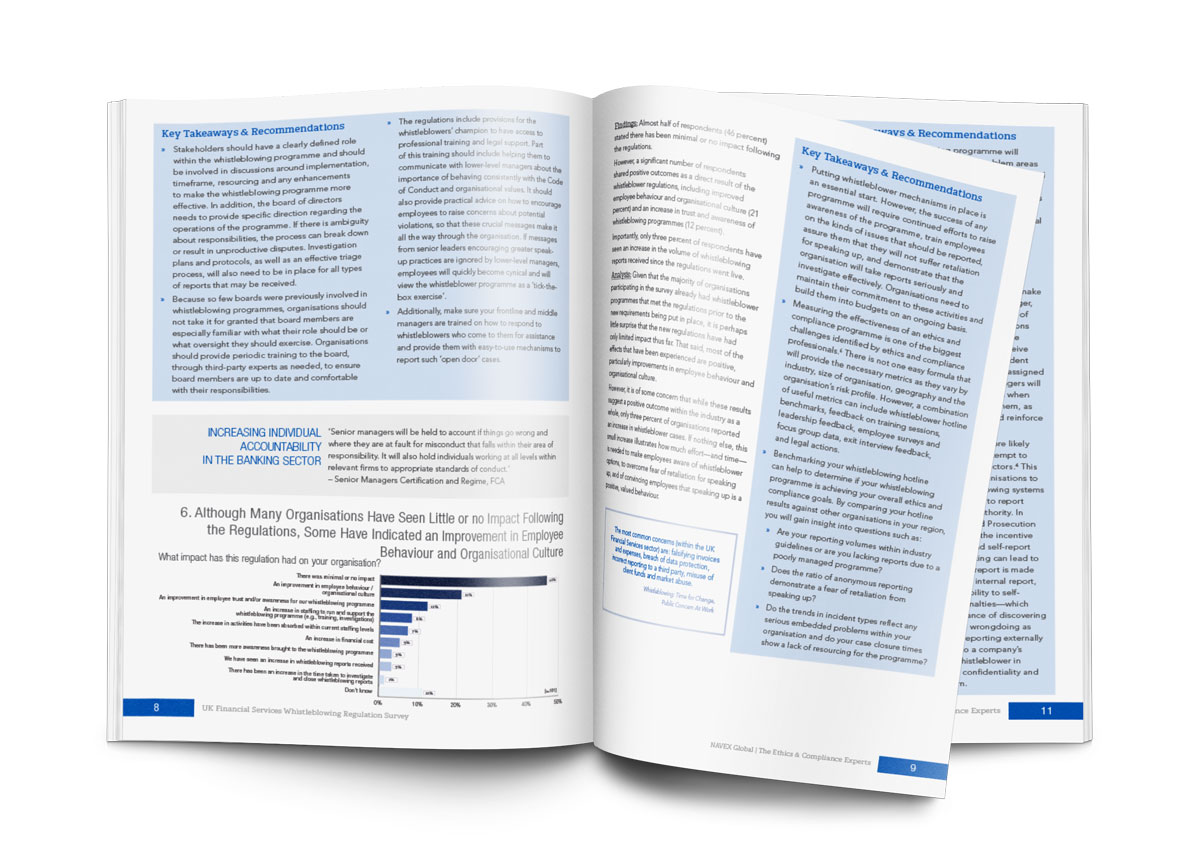 Key Takeaways & Recommendations
» Stakeholders should have a clearly defined role
within the whistleblowing programme and should
be involved in discussions around implementation,
timeframe, resourcing and any enhancements
to make the whistleblowing programme more
effective. In addition, the board of directors
needs to provide specific direction regarding the
operations of the programme. If there is ambiguity
about responsibilities, the process can break down
or result in unproductive disputes. Investigation
plans and protocols, as well as an effective triage
process, will also need to be in place for all types
of reports that may be received.
» Because so few boards were previously involved in
whistleblowing programmes, organisations should
not take it for granted that board members are
especially familiar with what their role should be or
what oversight they should exercise. Organisations
should provide periodic training to the board,
through third-party experts as needed, to ensure
board members are up to date and comfortable
with their responsibilities.
» The regulations include provisions for the
whistleblowers' champion to have access to
professional training and legal support. Part
of this training should include helping them to
communicate with lower-level managers about the
importance of behaving consistently with the Code
of Conduct and organisational values. It should
also provide practical advice on how to encourage
employees to raise concerns about potential
violations, so that these crucial messages make it
all the way through the organisation. If messages
from senior leaders encouraging greater speak-
up practices are ignored by lower-level managers,
employees will quickly become cynical and will
view the whistleblower programme as a 'tick-the-
box exercise'.
» Additionally, make sure your frontline and middle
managers are trained on how to respond to
whistleblowers who come to them for assistance
and provide them with easy-to-use mechanisms to
report such 'open door' cases.
INCREASING INDIVIDUAL
ACCOUNTABILITY
IN THE BANKING SECTOR
'Senior managers will be held to account if things go wrong and
where they are at fault for misconduct that falls within their area of
responsibility. It will also hold individuals working at all levels within
relevant firms to appropriate standards of conduct.'
– Senior Managers Certification and Regime, FCA
6. Although Many Organisations Have Seen Little or no Impact Following
the Regulations, Some Have Indicated an Improvement in Employee
Behaviour and Organisational Culture
What impact has this regulation had on your organisation?
There was minimal or no impact
An improvement in employee behaviour /
organisational culture
An improvement in employee trust and/or awareness for our whistleblowing programme
An increase in staffing to run and support the
whistleblowing programme (e.g., training, investigations)
The increase in activities have been absorbed within current staffing levels
An increase in financial cost
There has been more awareness brought to the whistleblowing programme
We have seen an increase in whistleblowing reports received
There has been an increase in the time taken to investigate
and close whistleblowing reports
Don't know
0% 10% 20% 30% 40% 50%
8 UK Financial Services Whistleblowing Regulation Survey
Findings: Almost half of respondents (46 percent)
stated there has been minimal or no impact following
the regulations.
However, a significant number of respondents
shared positive outcomes as a direct result of the
whistleblower regulations, including improved
employee behaviour and organisational culture (21
percent) and an increase in trust and awareness of
whistleblowing programmes (12 percent).
Importantly, only three percent of respondents have
seen an increase in the volume of whistleblowing
reports received since the regulations went live.
Analysis: Given that the majority of organisations
participating in the survey already had whistleblower
programmes that met the regulations prior to the
new requirements being put in place, it is perhaps
little surprise that the new regulations have had
only limited impact thus far. That said, most of the
effects that have been experienced are positive,
particularly improvements in employee behaviour and
organisational culture.
However, it is of some concern that while these results
suggest a positive outcome within the industry as a
whole, only three percent of organisations reported
an increase in whistleblower cases. If nothing else, this
small increase illustrates how much effort—and time—
is needed to make employees aware of whistleblower
options, to overcome fear of retaliation for speaking
up, and of convincing employees that speaking up is a
positive, valued behaviour.
The most common concerns (within the UK
Financial Services sector) are: falsifying invoices
and expenses, breach of data protection,
incorrect reporting to a third party, misuse of
client funds and market abuse.
Whistleblowing: Time for Change,
Public Concern At Work
Key Takeaways & Recommendations
» Putting whistleblower mechanisms in place is
an essential start. However, the success of any
programme will require continued efforts to raise
awareness of the programme, train employees
on the kinds of issues that should be reported,
assure them that they will not suffer retaliation
for speaking up, and demonstrate that the
organisation will take reports seriously and
investigate effectively. Organisations need to
maintain their commitment to these activities and
build them into budgets on an ongoing basis.
» Measuring the effectiveness of an ethics and
compliance programme is one of the biggest
challenges identified by ethics and compliance
professionals.⁴ There is not one easy formula that
will provide the necessary metrics as they vary by
industry, size of organisation, geography and the
organisation's risk profile. However, a combination
of useful metrics can include whistleblower hotline
benchmarks, feedback on training sessions,
leadership feedback, employee surveys and
focus group data, exit interview feedback,
and legal actions.
» Benchmarking your whistleblowing hotline
can help to determine if your whistleblowing
programme is achieving your overall ethics and
compliance goals. By comparing your hotline
results against other organisations in your region,
you will gain insight into questions such as:
» Are your reporting volumes within industry
guidelines or are you lacking reports due to a
poorly managed programme?
» Does the ratio of anonymous reporting
demonstrate a fear of retaliation from
speaking up?
» Do the trends in incident types reflect any
serious embedded problems within your
organisation and do your case closure times
show a lack of resourcing for the programme?
NAVEX Global | The Ethics & Compliance Experts 9
ways & Recommendations
programme will
areas
make
assigned
gers will
when
em, as
reinforce
re likely
empt to
ctors.⁴ This
nisations to
owing systems
to report
thority. In
d Prosecution
the incentive
d self-report
ing can lead to
report is made
internal report,
bility to self-
nalties—which
ance of discovering
wrongdoing as
eporting externally
o a company's
histleblower in
confidentiality and
nce Experts 11